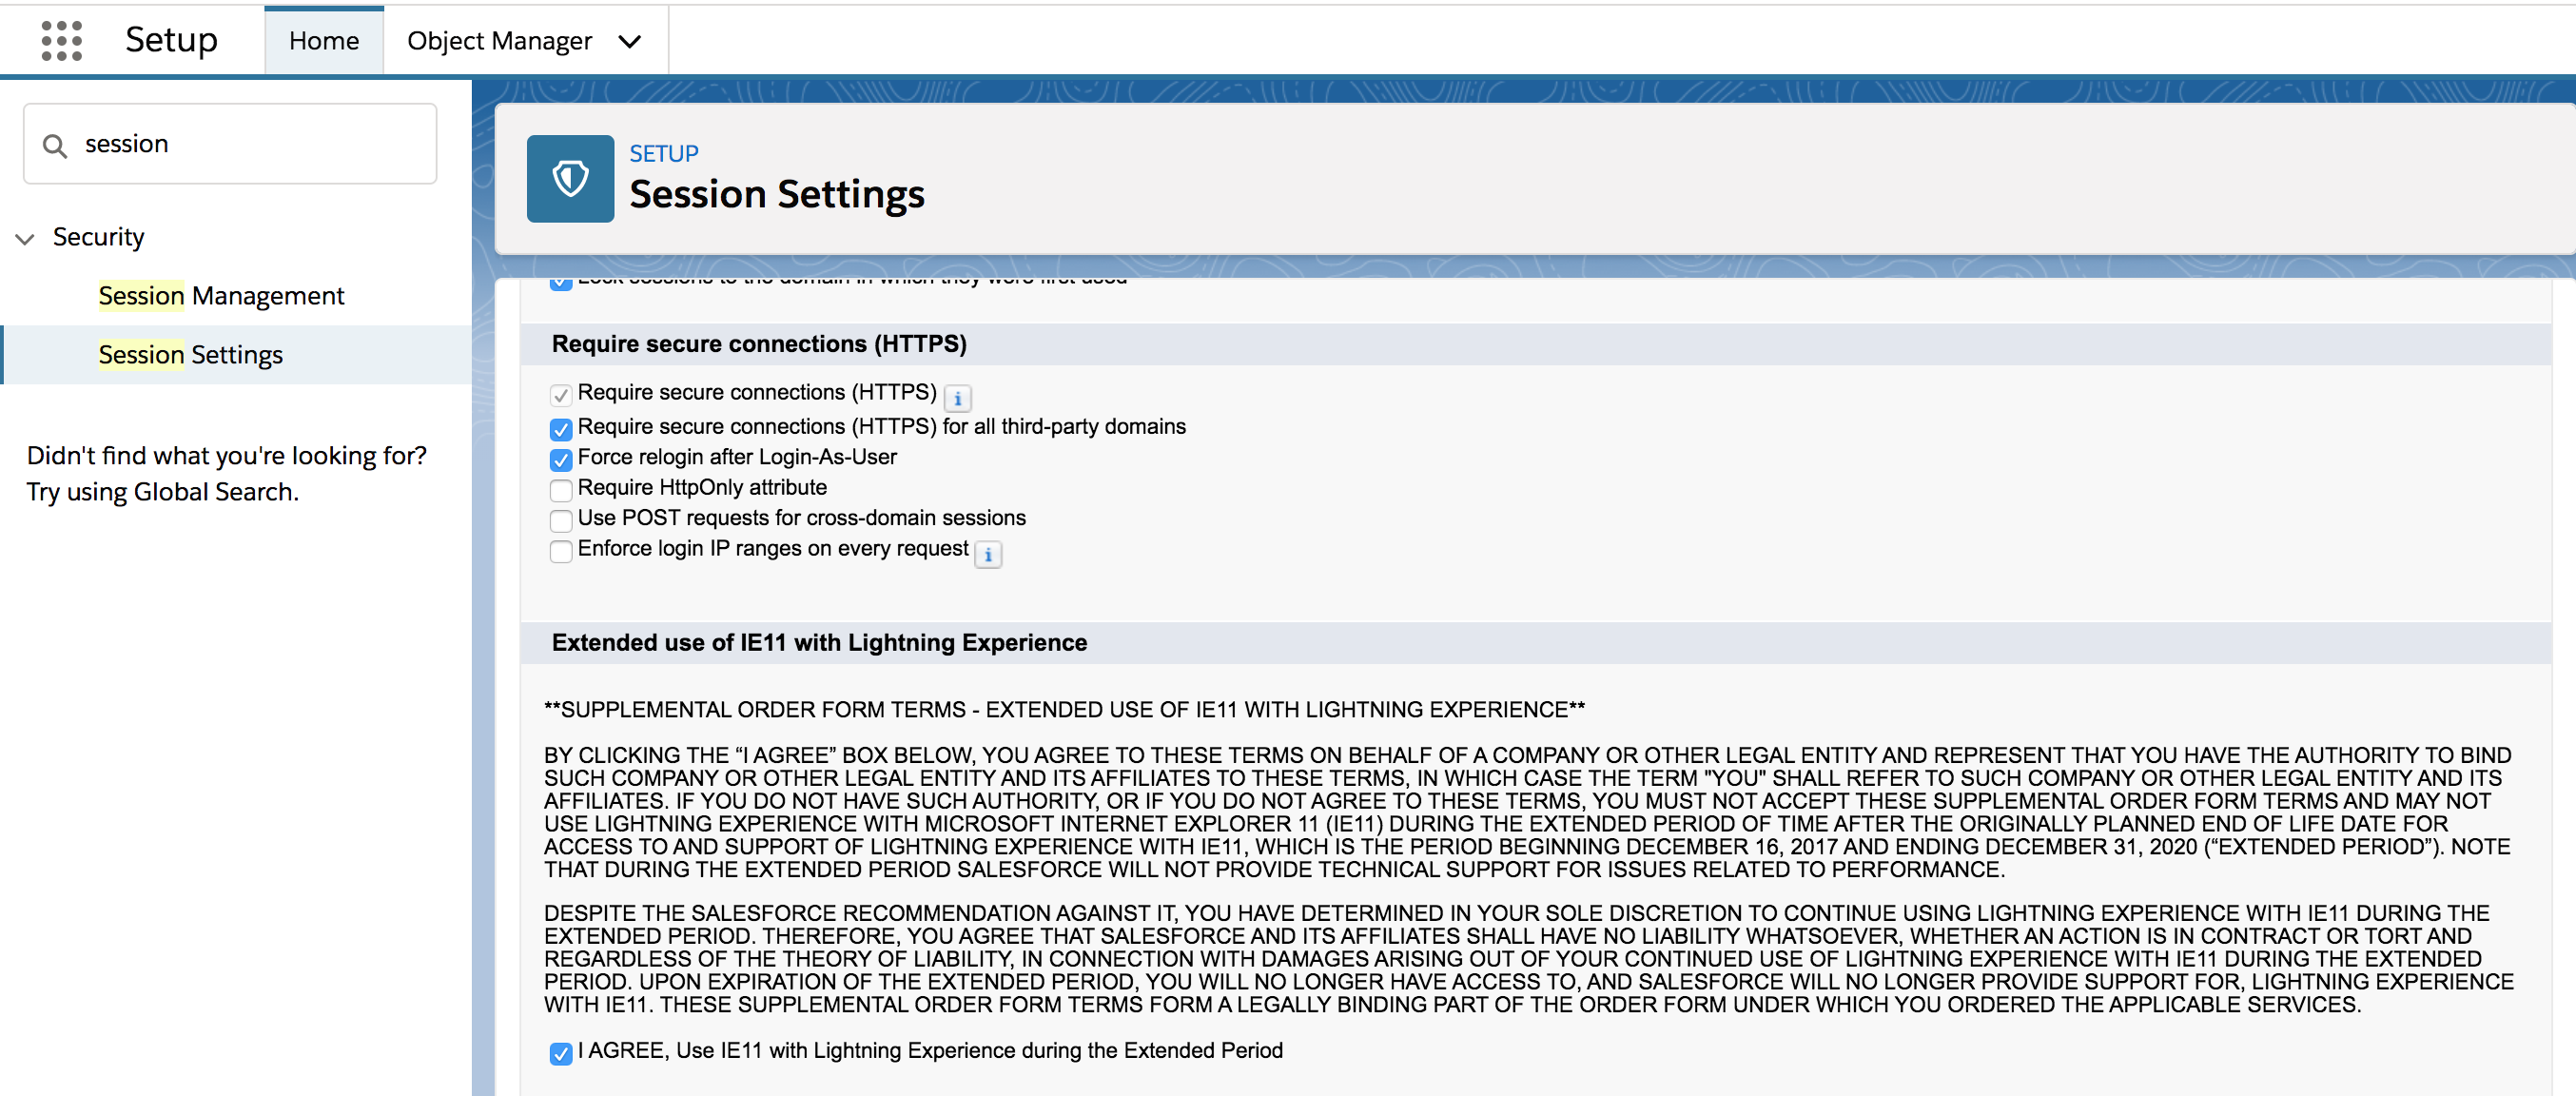 Setup
Home
Object Manager
session
Security
Session Management
Session Settings
Didn't find what you're looking for?
Try using Global Search.
SETUP
Session Settings
Lock sessions to the domain in which they were first used
Require secure connections (HTTPS)
Require secure connections (HTTPS)
Require secure connections (HTTPS) for all third-party domains
Force relogin after Login-As-User
Require HttpOnly attribute
Use POST requests for cross-domain sessions
Enforce login IP ranges on every request
Extended use of IE11 with Lightning Experience
**SUPPLEMENTAL ORDER FORM TERMS - EXTENDED USE OF IE11 WITH LIGHTNING EXPERIENCE**
BY CLICKING THE “I AGREE” BOX BELOW, YOU AGREE TO THESE TERMS ON BEHALF OF A COMPANY OR OTHER LEGAL ENTITY AND REPRESENT THAT YOU HAVE THE AUTHORITY TO BIND
SUCH COMPANY OR OTHER LEGAL ENTITY AND ITS AFFILIATES TO THESE TERMS, IN WHICH CASE THE TERM "YOU" SHALL REFER TO SUCH COMPANY OR OTHER LEGAL ENTITY AND ITS
AFFILIATES. IF YOU DO NOT HAVE SUCH AUTHORITY, OR IF YOU DO NOT AGREE TO THESE TERMS, YOU MUST NOT ACCEPT THESE SUPPLEMENTAL ORDER FORM TERMS AND MAY NOT
USE LIGHTNING EXPERIENCE WITH MICROSOFT INTERNET EXPLORER 11 (IE11) DURING THE EXTENDED PERIOD OF TIME AFTER THE ORIGINALLY PLANNED END OF LIFE DATE FOR
ACCESS TO AND SUPPORT OF LIGHTNING EXPERIENCE WITH IE11, WHICH IS THE PERIOD BEGINNING DECEMBER 16, 2017 AND ENDING DECEMBER 31, 2020 (“EXTENDED PERIOD”). NOTE
THAT DURING THE EXTENDED PERIOD SALESFORCE WILL NOT PROVIDE TECHNICAL SUPPORT FOR ISSUES RELATED TO PERFORMANCE.
DESPITE THE SALESFORCE RECOMMENDATION AGAINST IT, YOU HAVE DETERMINED IN YOUR SOLE DISCRETION TO CONTINUE USING LIGHTNING EXPERIENCE WITH IE11 DURING THE
EXTENDED PERIOD. THEREFORE, YOU AGREE THAT SALESFORCE AND ITS AFFILIATES SHALL HAVE NO LIABILITY WHATSOEVER, WHETHER AN ACTION IS IN CONTRACT OR TORT AND
REGARDLESS OF THE THEORY OF LIABILITY, IN CONNECTION WITH DAMAGES ARISING OUT OF YOUR CONTINUED USE OF LIGHTNING EXPERIENCE WITH IE11 DURING THE EXTENDED
PERIOD. UPON EXPIRATION OF THE EXTENDED PERIOD, YOU WILL NO LONGER HAVE ACCESS TO, AND SALESFORCE WILL NO LONGER PROVIDE SUPPORT FOR, LIGHTNING EXPERIENCE
WITH IE11. THESE SUPPLEMENTAL ORDER FORM TERMS FORM A LEGALLY BINDING PART OF THE ORDER FORM UNDER WHICH YOU ORDERED THE APPLICABLE SERVICES.
I AGREE, Use IE11 with Lightning Experience during the Extended Period